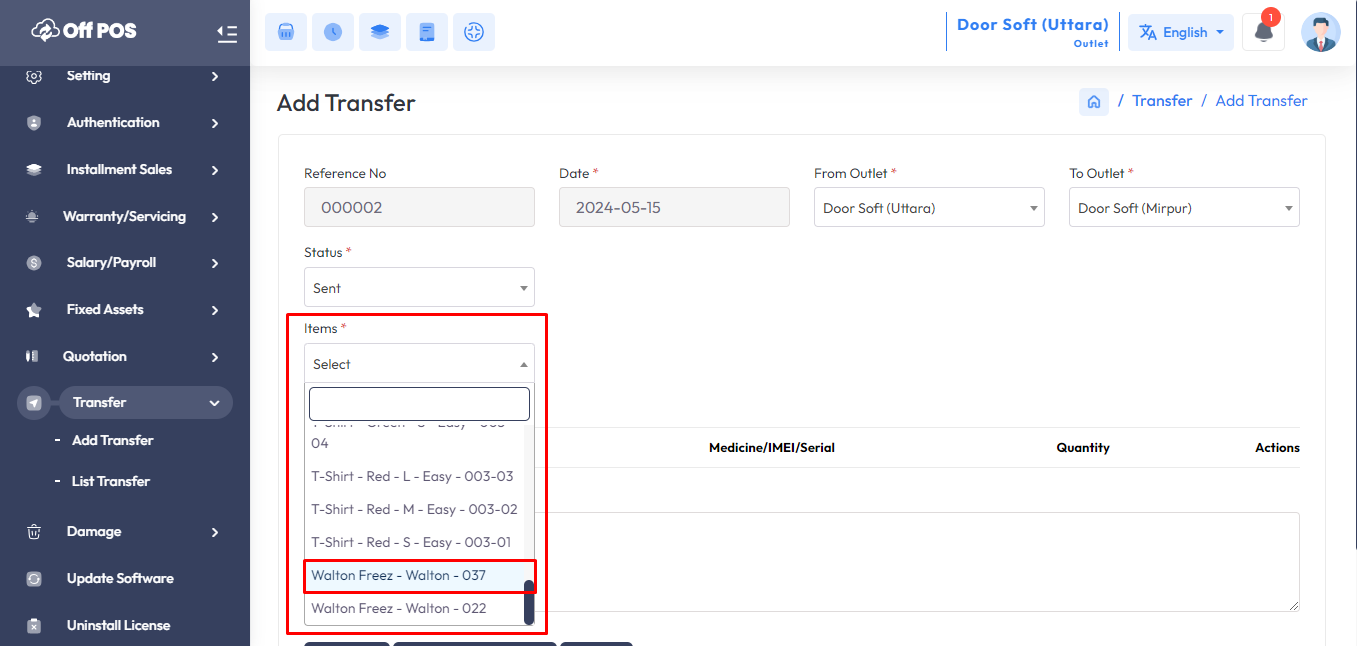 Off POS
Setting
Authentication
Installment Sales
Warranty/Servicing
Salary/Payroll
Fixed Assets
Quotation
Transfer
- Add Transfer
- List Transfer
Damage
Update Software
Uninstall License
Door Soft (Uttara)
Outlet
English
1
Add Transfer
/ Transfer / Add Transfer
Reference No
000002
Date *
2024-05-15
From Outlet *
Door Soft (Uttara)
To Outlet *
Door Soft (Mirpur)
Status *
Sent
Items *
Select
T-Shirt - Green - S - Easy - 003-
04
T-Shirt - Red - L - Easy - 003-03
T-Shirt - Red - M - Easy - 003-02
T-Shirt - Red - S - Easy - 003-01
Walton Freez - Walton - 037
Walton Freez - Walton - 022
Medicine/IMEI/Serial Quantity Actions